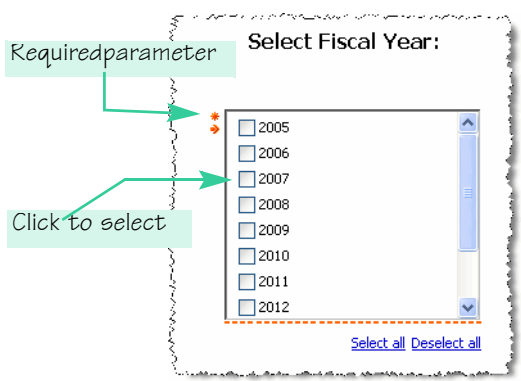 Select Fiscal Year:
Requiredparameter
2005
2006
2007
2008
Click to select
2009
2010
2011
2012
Select all Deselect all